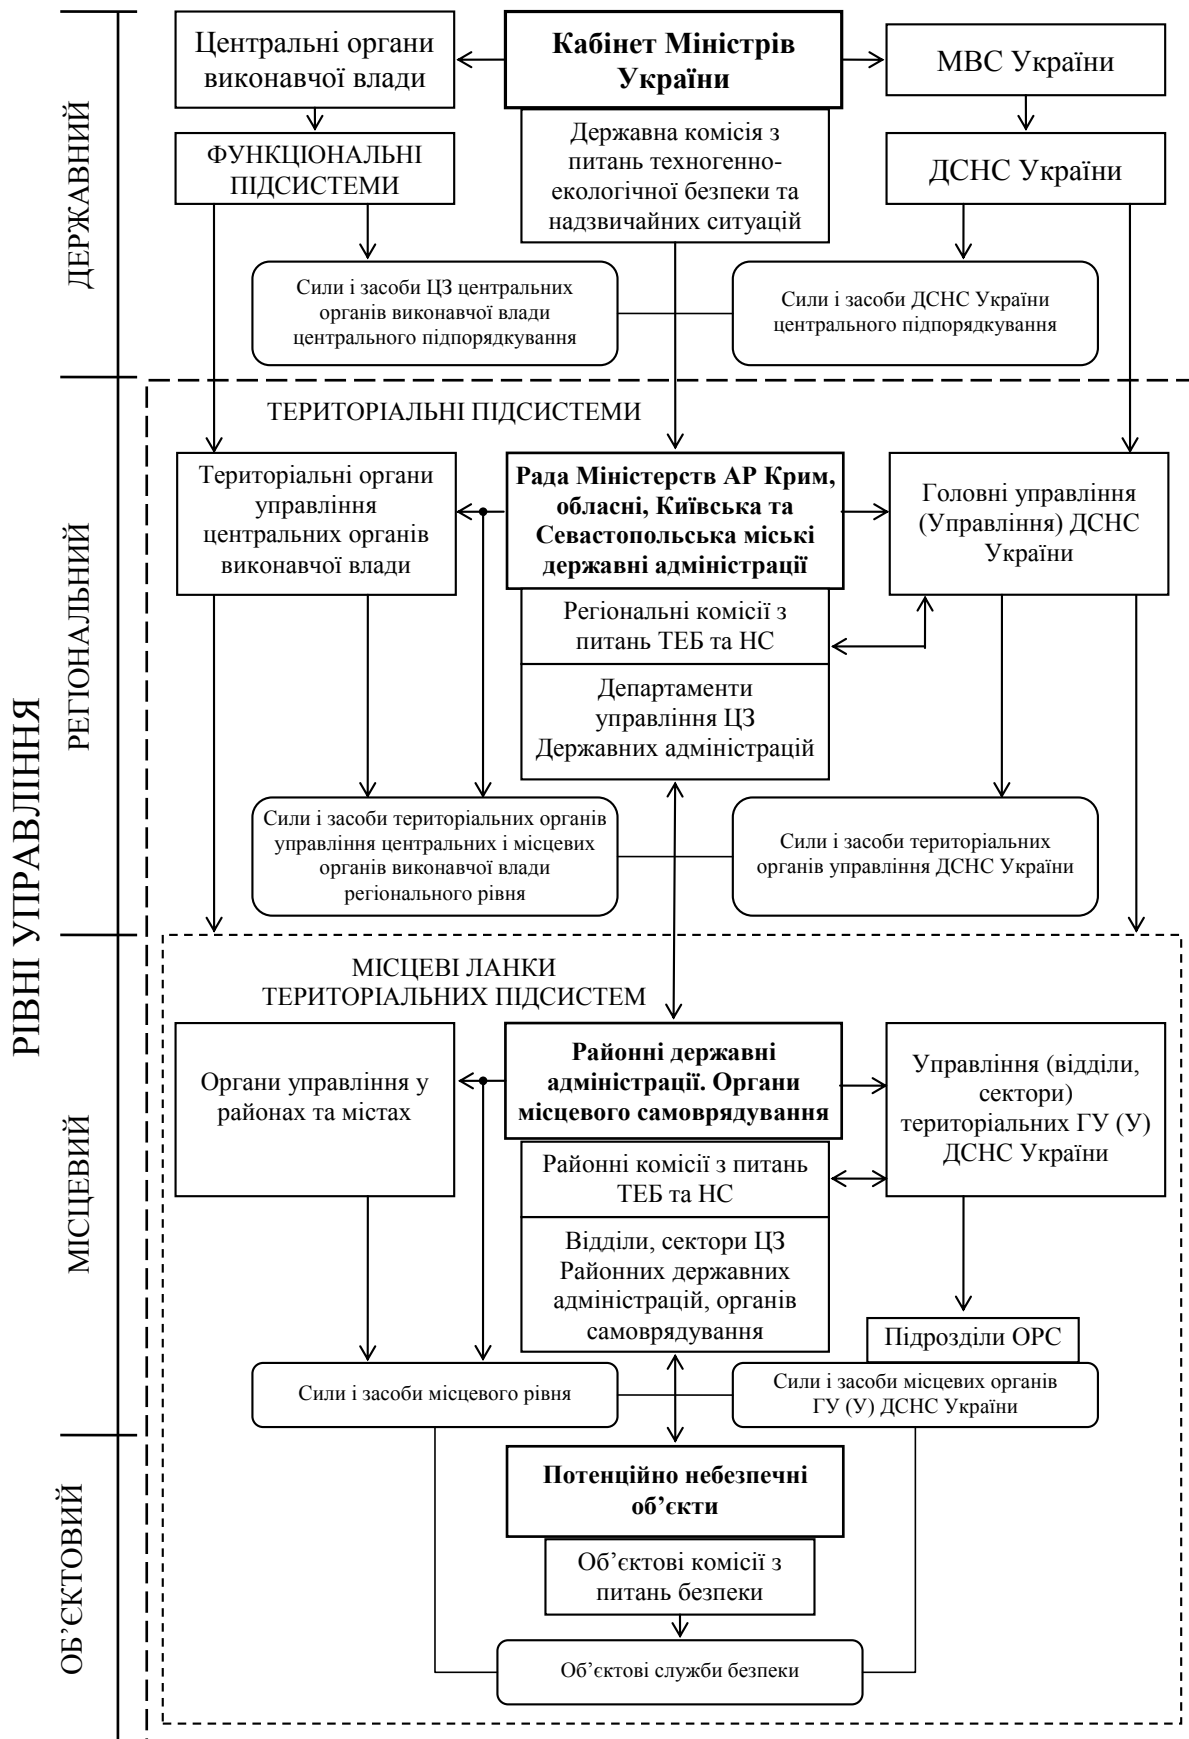 РІВНІ УПРАВЛІННЯ
ДЕРЖАВНИЙ
Центральні органи
виконавчої влади
Кабінет Міністрів
України
МВС України
ФУНКЦІОНАЛЬНІ
ПІДСИСТЕМИ
Державна комісія з
питань техногенно-
екологічної безпеки та
надзвичайних ситуацій
ДСНС України
Сили і засоби ЦЗ центральних
органів виконавчої влади
центрального підпорядкування
Сили і засоби ДСНС України
центрального підпорядкування
РЕГІОНАЛЬНИЙ
ТЕРИТОРІАЛЬНІ ПІДСИСТЕМИ
Територіальні органи
управління
центральних органів
виконавчої влади
Рада Міністерств АР Крим,
обласні, Київська та
Севастопольська міські
державні адміністрації
Головні управління
(Управління) ДСНС
України
Регіональні комісії з
питань ТЕБ та НС
Департаменти
управління ЦЗ
Державних адміністрацій
Сили і засоби територіальних органів
управління центральних і місцевих
органів виконавчої влади
регіонального рівня
Сили і засоби територіальних
органів управління ДСНС України
МІСЦЕВИЙ
МІСЦЕВІ ЛАНКИ
ТЕРИТОРІАЛЬНИХ ПІДСИСТЕМ
Органи управління у
районах та містах
Районні державні
адміністрації. Органи
місцевого самоврядування
Управління (відділи,
сектори)
територіальних ГУ (У)
ДСНС України
Районні комісії з питань
ТЕБ та НС
Відділи, сектори ЦЗ
Районних державних
адміністрацій, органів
самоврядування
Підрозділи ОРС
Сили і засоби місцевого рівня
Сили і засоби місцевих органів
ГУ (У) ДСНС України
ОБ’ЄКТОВИЙ
Потенційно небезпечні
об’єкти
Об’єктові комісії з
питань безпеки
Об’єктові служби безпеки